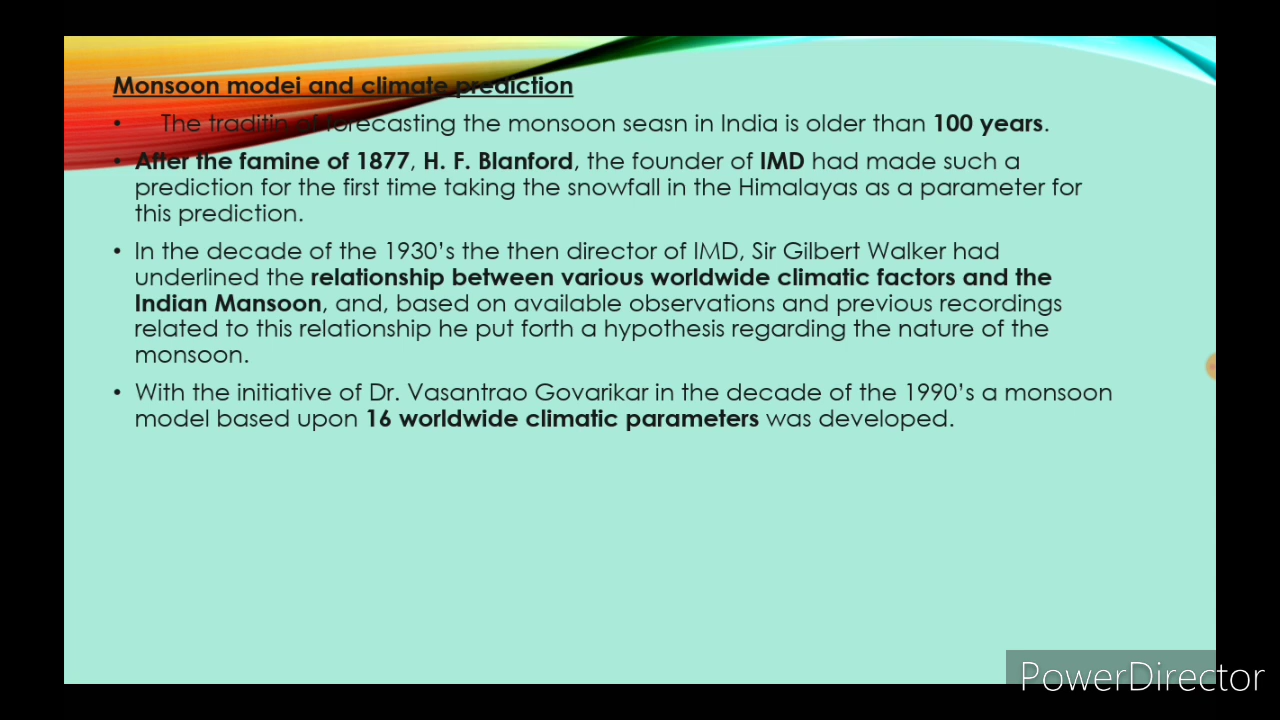 Monsoon modei and climate prediction
• The traditin of forecasting the monsoon seasn in India is older than 100 years.
• After the famine of 1877, H. F. Blanford, the founder of IMD had made such a
prediction for the first time taking the snowfall in the Himalayas as a parameter for
this prediction.
• In the decade of the 1930’s the then director of IMD, Sir Gilbert Walker had
underlined the relationship between various worldwide climatic factors and the
Indian Mansoon, and, based on available observations and previous recordings
related to this relationship he put forth a hypothesis regarding the nature of the
monsoon.
• With the initiative of Dr. Vasantrao Govarikar in the decade of the 1990’s a monsoon
model based upon 16 worldwide climatic parameters was developed.
PowerDirector